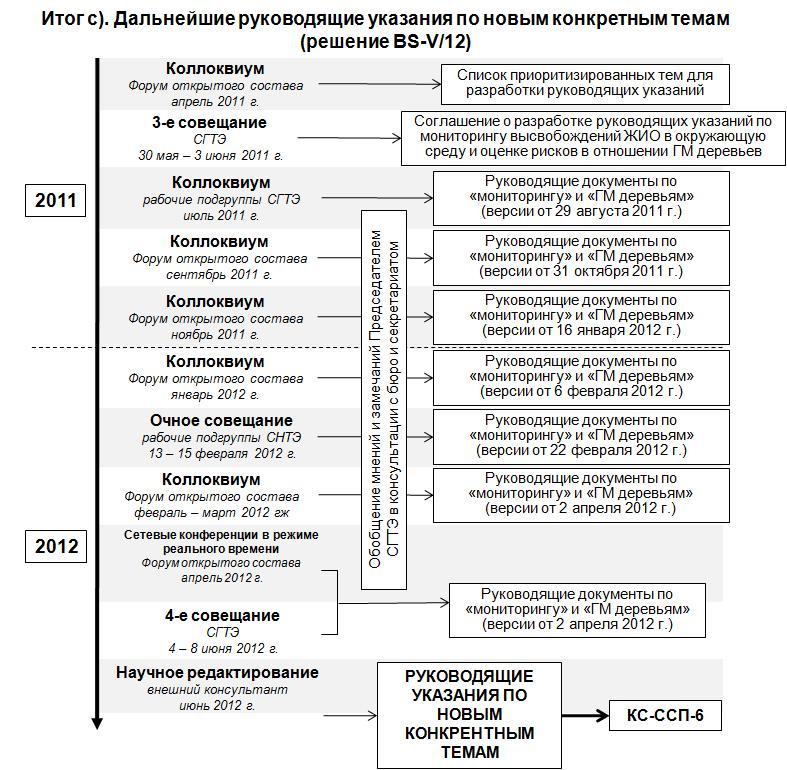 Итог с). Дальнейшие руководящие указания по новым конкретным темам
(решение BS-V/12)
Коллоквиум
Форум открытого состава
апрель 2011 г.
Список приоритизированных тем для
разработки руководящих указаний
3-е совещание
СГТЭ
30 мая – 3 июня 2011 г.
Соглашение о разработке руководящих указаний по
мониторингу высвобождений ЖИО в окружающую
среду и оценке рисков в отношении ГМ деревьев
2011
Коллоквиум
рабочие подгруппы СГТЭ
июль 2011 г.
Руководящие документы по
«мониторингу» и «ГМ деревьям»
(версии от 29 августа 2011 г.)
Коллоквиум
Форум открытого состава
сентябрь 2011 г.
Руководящие документы по
«мониторингу» и «ГМ деревьям»
(версии от 31 октября 2011 г.)
Коллоквиум
Форум открытого состава
ноябрь 2011 г.
Руководящие документы по
«мониторингу» и «ГМ деревьям»
(версии от 16 января 2012 г.)
Обобщение мнений и замечаний Председателем
СГТЭ в консультации с бюро и секретариатом
Коллоквиум
Форум открытого состава
январь 2012 г.
Руководящие документы по
«мониторингу» и «ГМ деревьям»
(версии от 6 февраля 2012 г.)
Очное совещание
рабочие подгруппы СНТЭ
13 – 15 февраля 2012 г.
Руководящие документы по
«мониторингу» и «ГМ деревьям»
(версии от 22 февраля 2012 г.)
Коллоквиум
Форум открытого состава
февраль – март 2012 гж
Руководящие документы по
«мониторингу» и «ГМ деревьям»
(версии от 2 апреля 2012 г.)
2012
Сетевые конференции в режиме
реального времени
Форум открытого состава
апрель 2012 г.
4-е совещание
СГТЭ
4 – 8 июня 2012 г.
Руководящие документы по
«мониторингу» и «ГМ деревьям»
(версии от 2 апреля 2012 г.)
Научное редактирование
внешний консультант
июнь 2012 г.
РУКОВОДЯЩИЕ
УКАЗАНИЯ ПО
НОВЫМ
КОНКРЕНТНЫМ
ТЕМАМ
КС-ССП-6